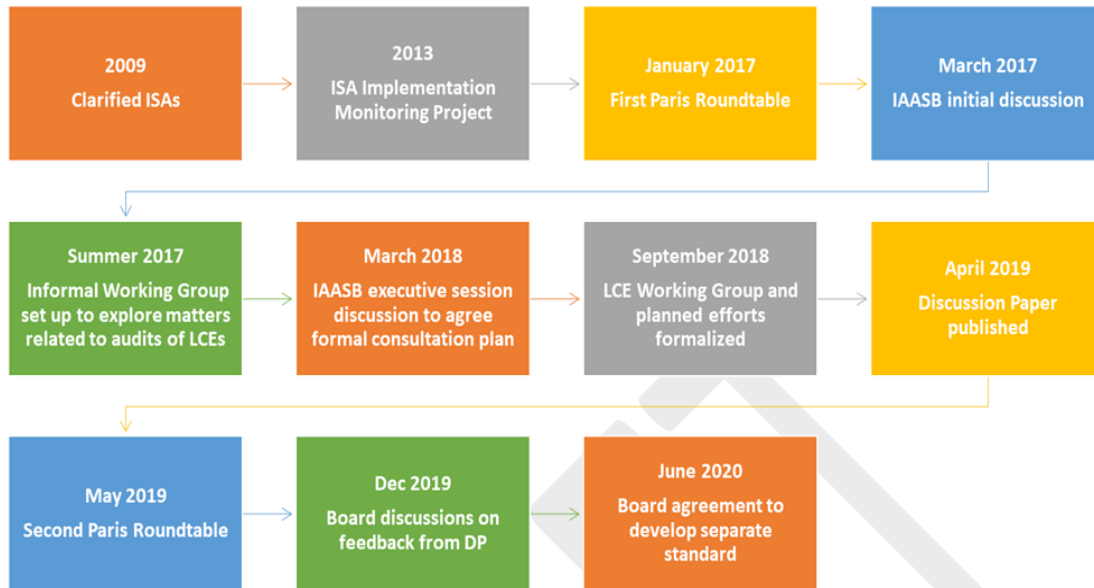 2009
Clarified ISAs
2013
ISA Implementation
Monitoring Project
January 2017
First Paris Roundtable
March 2017
IAASB initial discussion
Summer 2017
Informal Working Group
set up to explore matters
related to audits of LCEs
March 2018
IAASB executive session
discussion to agree
formal consultation plan
September 2018
LCE Working Group and
planned efforts
formalized
April 2019
Discussion Paper
published
May 2019
Second Paris Roundtable
Dec 2019
Board discussions on
feedback from DP
June 2020
Board agreement to
develop separate
standard